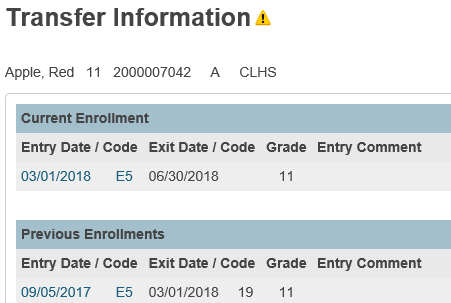 Transfer Information
Apple, Red 11 2000007042 A CLHS
Current Enrollment
Entry Date / Code Exit Date / Code Grade Entry Comment
03/01/2018 E5 06/30/2018 11
Previous Enrollments
Entry Date / Code Exit Date / Code Grade Entry Comment
09/05/2017 E5 03/01/2018 19 11